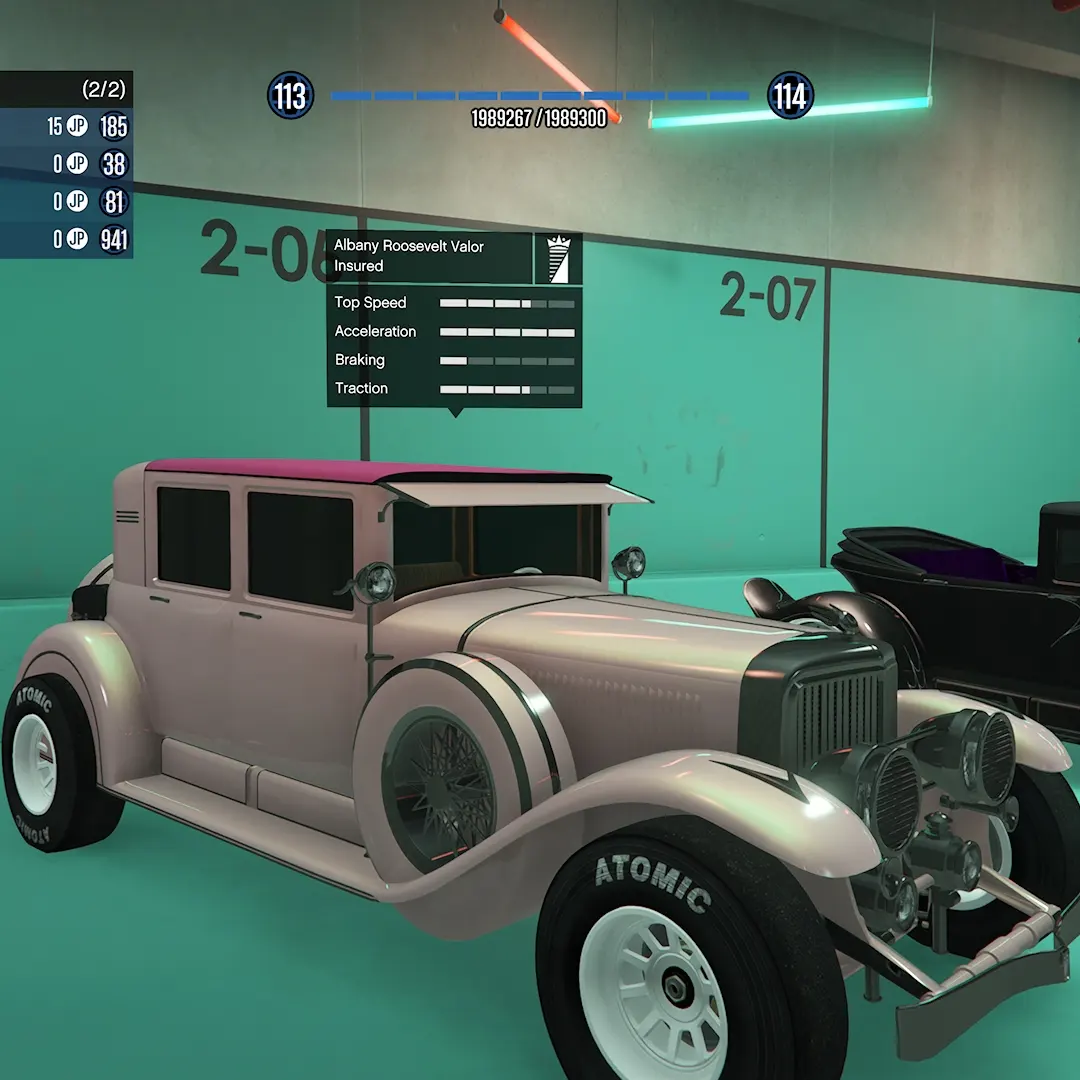 (2/2)
15 JP 185
0 JP 38
0 JP 81
0 JP 941
113
114
1989267/1989300
2-06
2-07
Albany Roosevelt Valor
Insured
Top Speed
Acceleration
Braking
Traction
ATOMIC
ATOMIC
ATOMIC